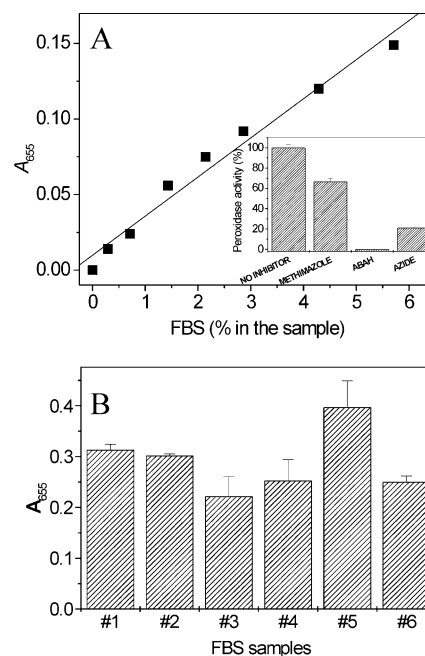 A
0.15
0.10
0.05
0.00
A655
Peroxidase activity (%)
100
80
60
40
20
0
NO INHIBITOR
METHIMAZOLE
ABAH
AZIDE
0 1 2 3 4 5 6
FBS (% in the sample)
B
0.4
0.3
0.2
0.1
0.0
A655
#1 #2 #3 #4 #5 #6
FBS samples